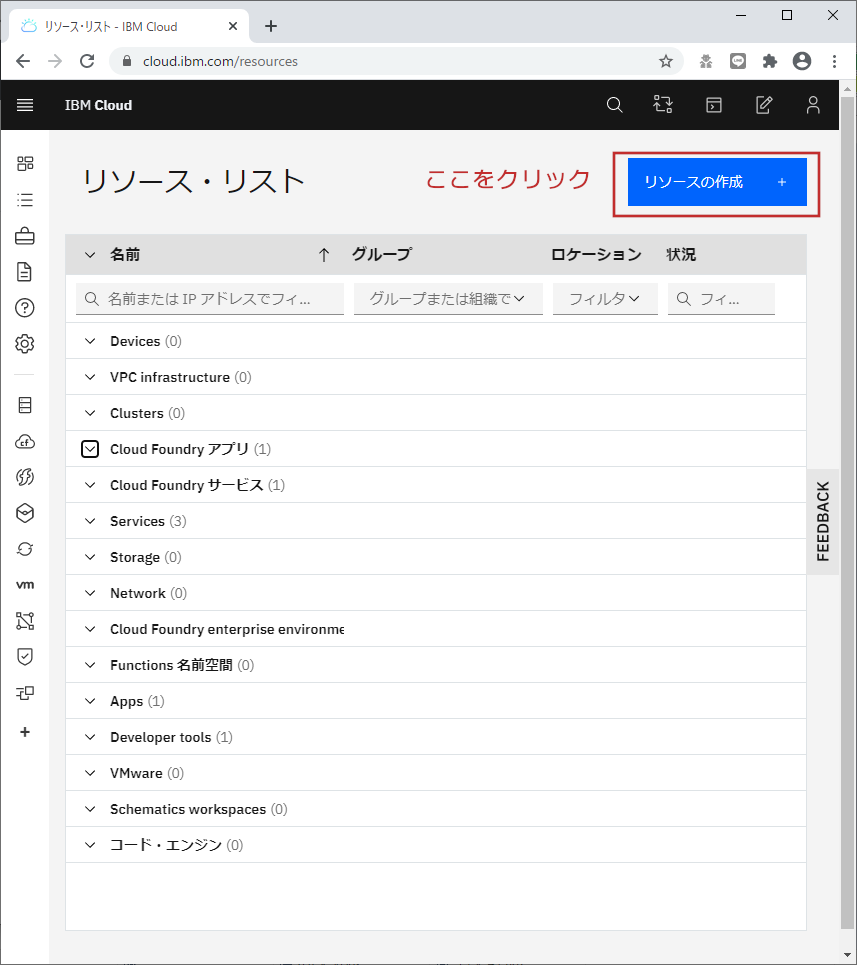 リソース･リスト - IBM Cloud
cloud.ibm.com/resources
IBM Cloud
リソース・リスト
ここをクリック
リソースの作成 +
名前 グループ ロケーション 状況
名前または IP アドレスでフィ... グループまたは組織で フィルタ フィ...
Devices (0)
VPC infrastructure (0)
Clusters (0)
Cloud Foundry アプリ (1)
Cloud Foundry サービス (1)
Services (3)
Storage (0)
Network (0)
Cloud Foundry enterprise environme
Functions 名前空間 (0)
Apps (1)
Developer tools (1)
VMware (0)
Schematics workspaces (0)
コード・エンジン (0)
FEEDBACK
cf
vm